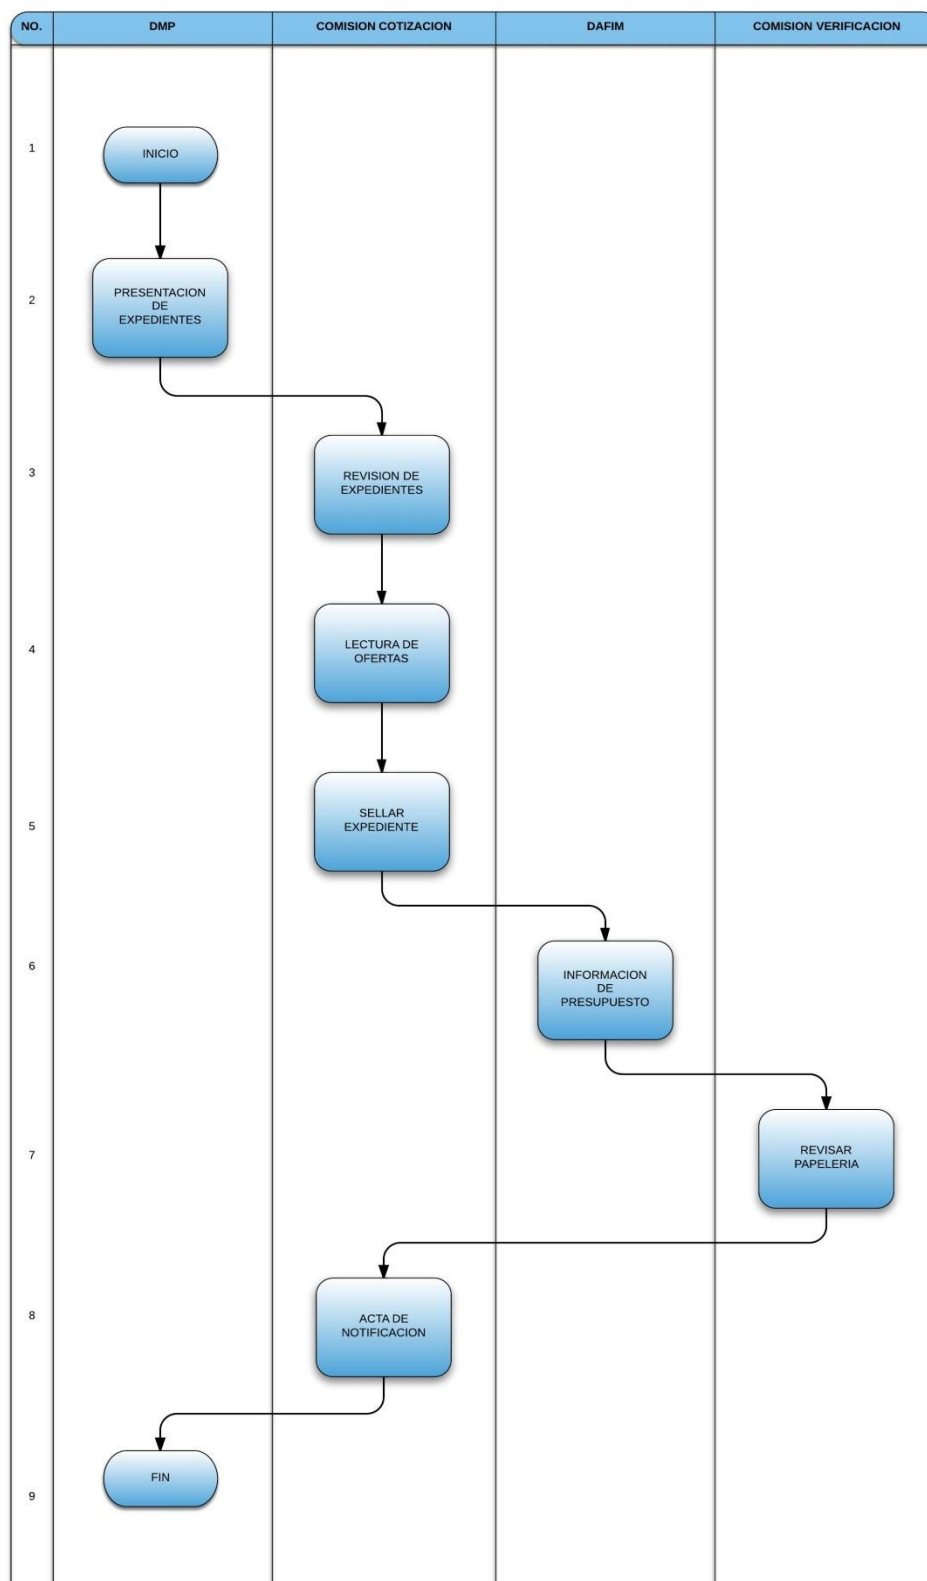 NO. DMP COMISION COTIZACION DAFIM COMISION VERIFICACION
1
INICIO
2
PRESENTACION
DE
EXPEDIENTES
3
REVISION DE
EXPEDIENTES
4
LECTURA DE
OFERTAS
5
SELLAR
EXPEDIENTE
6
INFORMACION
DE
PRESUPUESTO
7
REVISAR
PAPELERIA
8
ACTA DE
NOTIFICACION
9
FIN